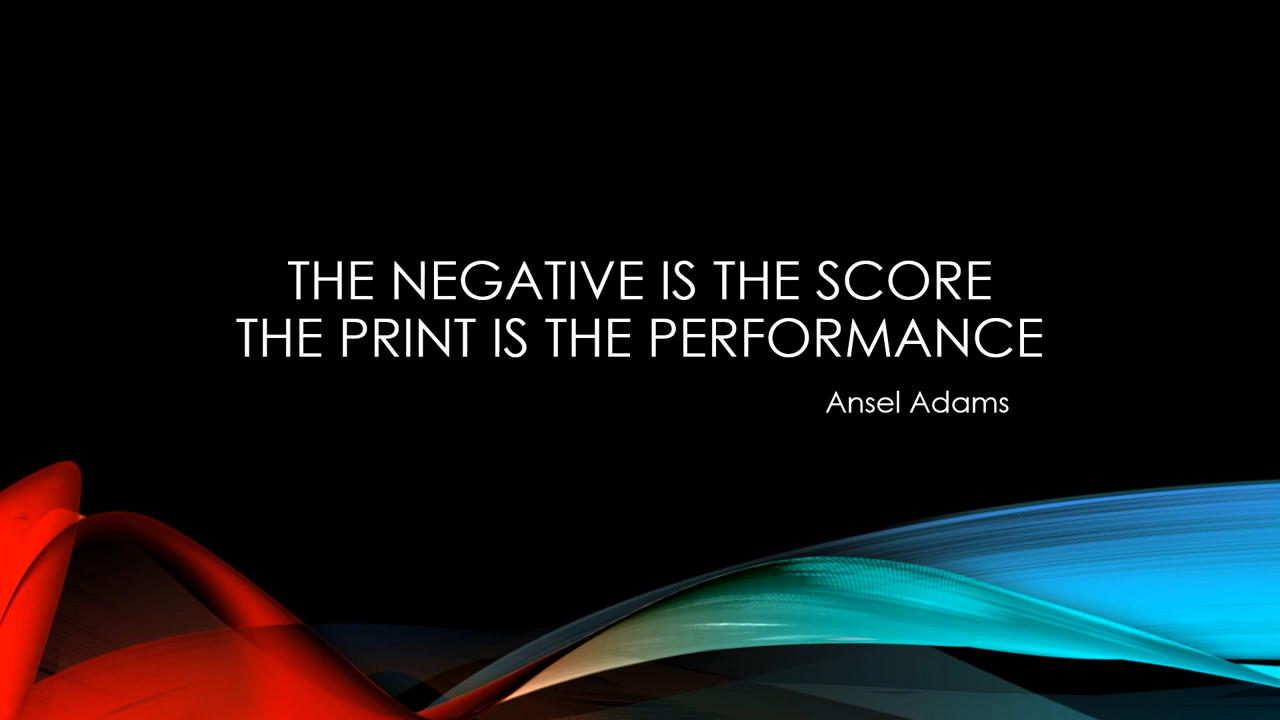 THE NEGATIVE IS THE SCORE
THE PRINT IS THE PERFORMANCE
Ansel Adams